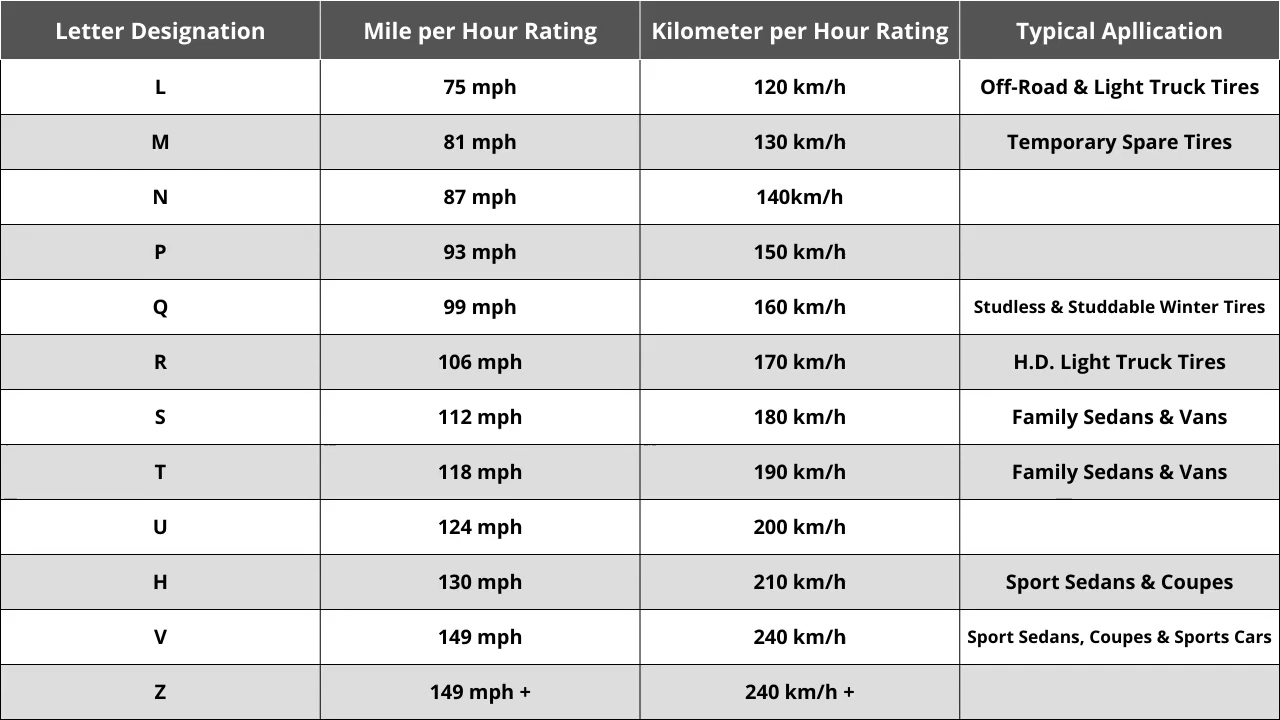 Letter Designation Mile per Hour Rating Kilometer per Hour Rating Typical Apllication
L 75 mph 120 km/h Off-Road & Light Truck Tires
M 81 mph 130 km/h Temporary Spare Tires
N 87 mph 140km/h
P 93 mph 150 km/h
Q 99 mph 160 km/h Studless & Studdable Winter Tires
R 106 mph 170 km/h H.D. Light Truck Tires
S 112 mph 180 km/h Family Sedans & Vans
T 118 mph 190 km/h Family Sedans & Vans
U 124 mph 200 km/h
H 130 mph 210 km/h Sport Sedans & Coupes
V 149 mph 240 km/h Sport Sedans, Coupes & Sports Cars
Z 149 mph + 240 km/h +